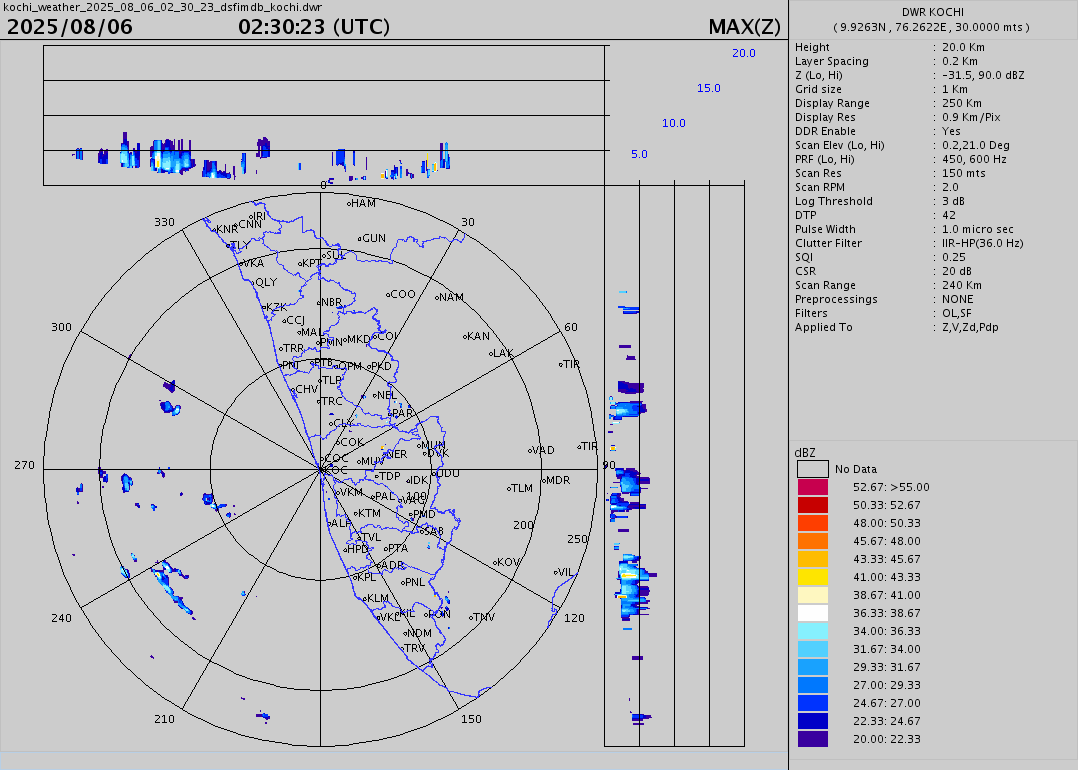 kochi_weather_2025_08_06_02_30_23_dsfimdb_kochi.dwr
2025/08/06 02:30:23 (UTC) MAX(Z)
20.0
15.0
10.0
5.0
DWR KOCHI
( 9.9263N , 76.2622E , 30.0000 mts )
Height : 20.0 Km
Layer Spacing : 0.2 Km
Z (Lo, Hi) : -31.5, 90.0 dBZ
Grid size : 1 Km
Display Range : 250 Km
Display Res : 0.9 Km/Pix
DDR Enable : Yes
Scan Elev (Lo, Hi) : 0.2,21.0 Deg
PRF (Lo, Hi) : 450, 600 Hz
Scan Res : 150 mts
Scan RPM : 2.0
Log Threshold : 3 dB
DTP : 42
Pulse Width : 1.0 micro sec
Clutter Filter : IIR-HP(36.0 Hz)
SQI : 0.25
CSR : 20 dB
Scan Range : 240 Km
Preprocessings : NONE
Filters : OL,SF
Applied To : Z,V,Zd,Pdp
dBZ
No Data
52.67: >55.00
50.33: 52.67
48.00: 50.33
45.67: 48.00
43.33: 45.67
41.00: 43.33
38.67: 41.00
36.33: 38.67
34.00: 36.33
31.67: 34.00
29.33: 31.67
27.00: 29.33
24.67: 27.00
22.33: 24.67
20.00: 22.33
0
HAM
IRI
330
CNN
30
KNR
GUN
TLY
SUL
VKA
KPT
QLY
COO
NAM
NBR
KZK
CCJ
300
60
MAL
KAN
PMN
MKD
COI
TRR
LAK
PNI
PTB
OPM
PKD
TIR
TLP
CHV
NEL
TRC
PAR
CLK
COK
MUN
TIR
NER
VAD
DVK
COC
MUV
270
90
KOC
TDP
UDU
IDK
MDR
TLM
VKM
PAL
100
VAG
KTM
PMD
ALP
200
SAB
TVL
250
HPD
PTA
KOV
ADR
VIL
KPL
PNL
KLM
240
VKL
KIL
PON
TNV
120
NDM
TRV
210
150